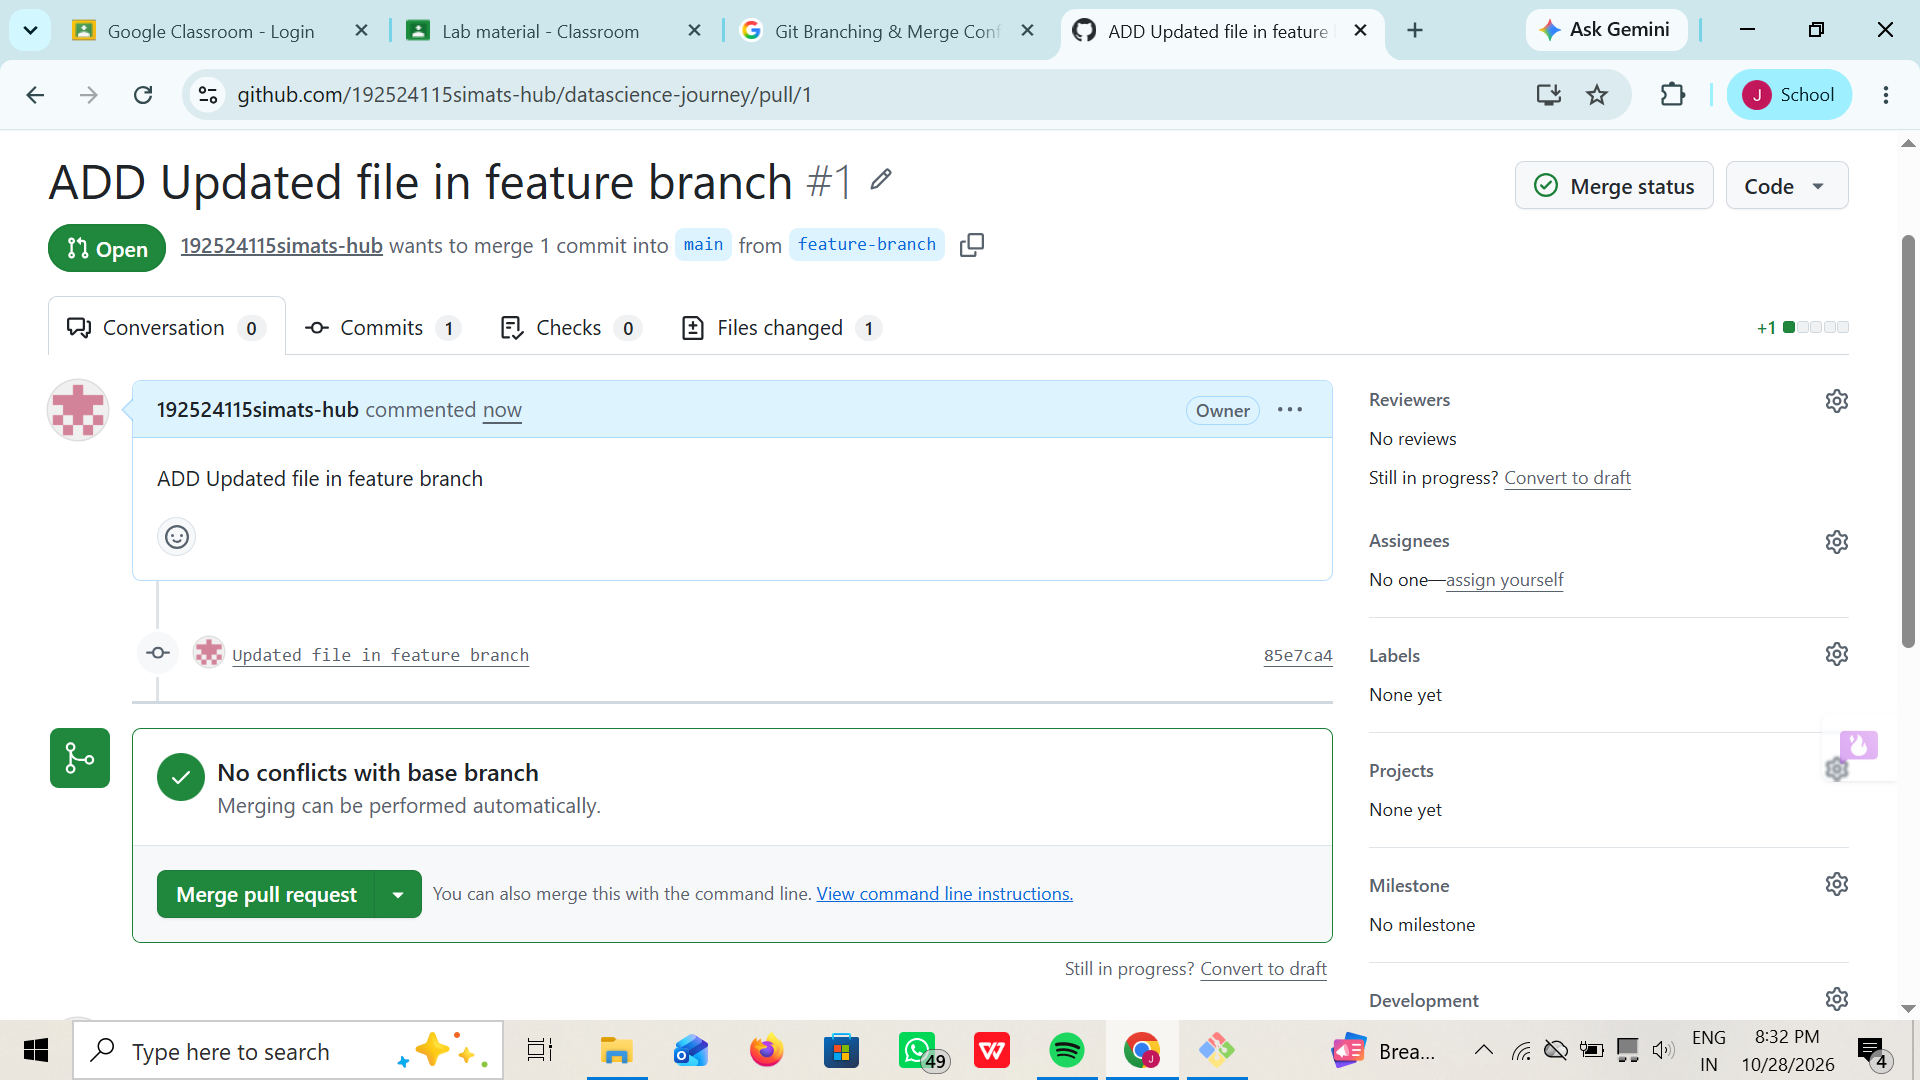 Google Classroom - Login
Lab material - Classroom
Git Branching & Merge Conf
ADD Updated file in feature
Ask Gemini
github.com/192524115simats-hub/datascience-journey/pull/1
J School
ADD Updated file in feature branch #1
Merge status
Code
Open
192524115simats-hub wants to merge 1 commit into main from feature-branch
Conversation 0
Commits 1
Checks 0
Files changed 1
+1
192524115simats-hub commented now
Owner
ADD Updated file in feature branch
Updated file in feature branch
85e7ca4
No conflicts with base branch
Merging can be performed automatically.
Merge pull request
You can also merge this with the command line. View command line instructions.
Still in progress? Convert to draft
Reviewers
No reviews
Still in progress? Convert to draft
Assignees
No one—assign yourself
Labels
None yet
Projects
None yet
Milestone
No milestone
Development
Type here to search
49
W
J
Brea...
ENG
IN
8:32 PM
10/28/2026
4